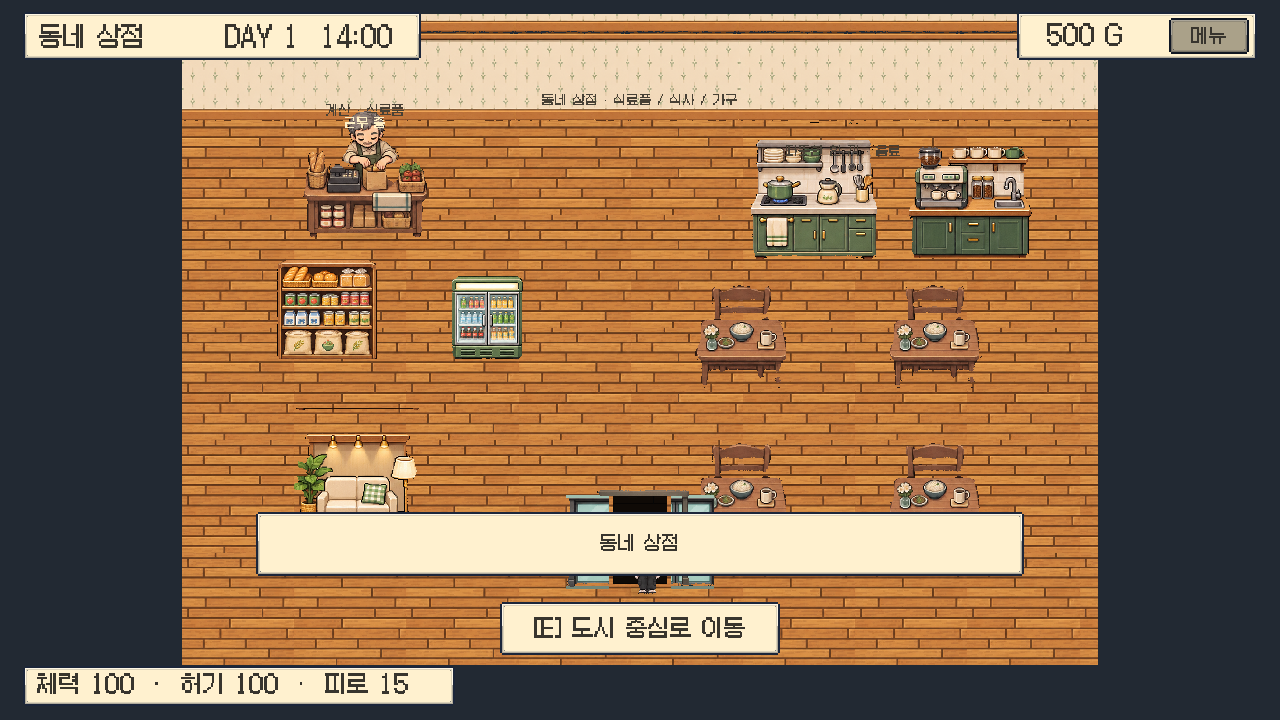 동네 상점 DAY 1 14:00
500 G 메뉴
동네 상점 · 식료품 / 식사 / 가구
계산 · 식료품
음료
동네 상점
[E] 도시 중심로 이동
체력 100 · 허기 100 · 피로 15